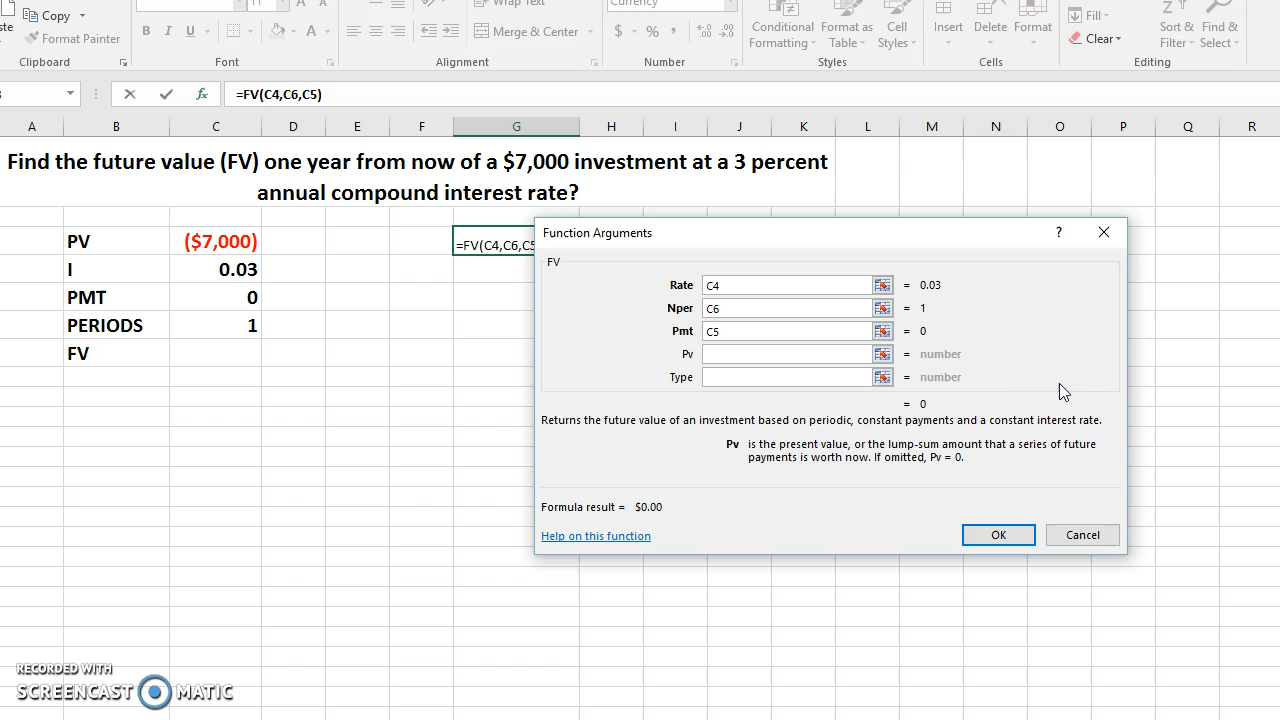 Copy
Format Painter
B I U
A
Wrap Text
Merge & Center
Currency
$ % ,
Conditional Formatting
Format as Table
Cell Styles
Insert
Delete
Format
Fill
Clear
Sort & Filter
Find & Select
Clipboard
Font
Alignment
Number
Styles
Cells
Editing
fx
=FV(C4,C6,C5)
A B C D E F G H I J K L M N O P Q R
Find the future value (FV) one year from now of a $7,000 investment at a 3 percent
annual compound interest rate?
PV ($7,000)
=FV(C4,C6,C5
I 0.03
PMT 0
PERIODS 1
FV
Function Arguments
?
FV
Rate C4 = 0.03
Nper C6 = 1
Pmt C5 = 0
Pv = number
Type = number
= 0
Returns the future value of an investment based on periodic, constant payments and a constant interest rate.
Pv is the present value, or the lump-sum amount that a series of future
payments is worth now. If omitted, Pv = 0.
Formula result = $0.00
Help on this function
OK
Cancel
RECORDED WITH
SCREENCAST MATIC